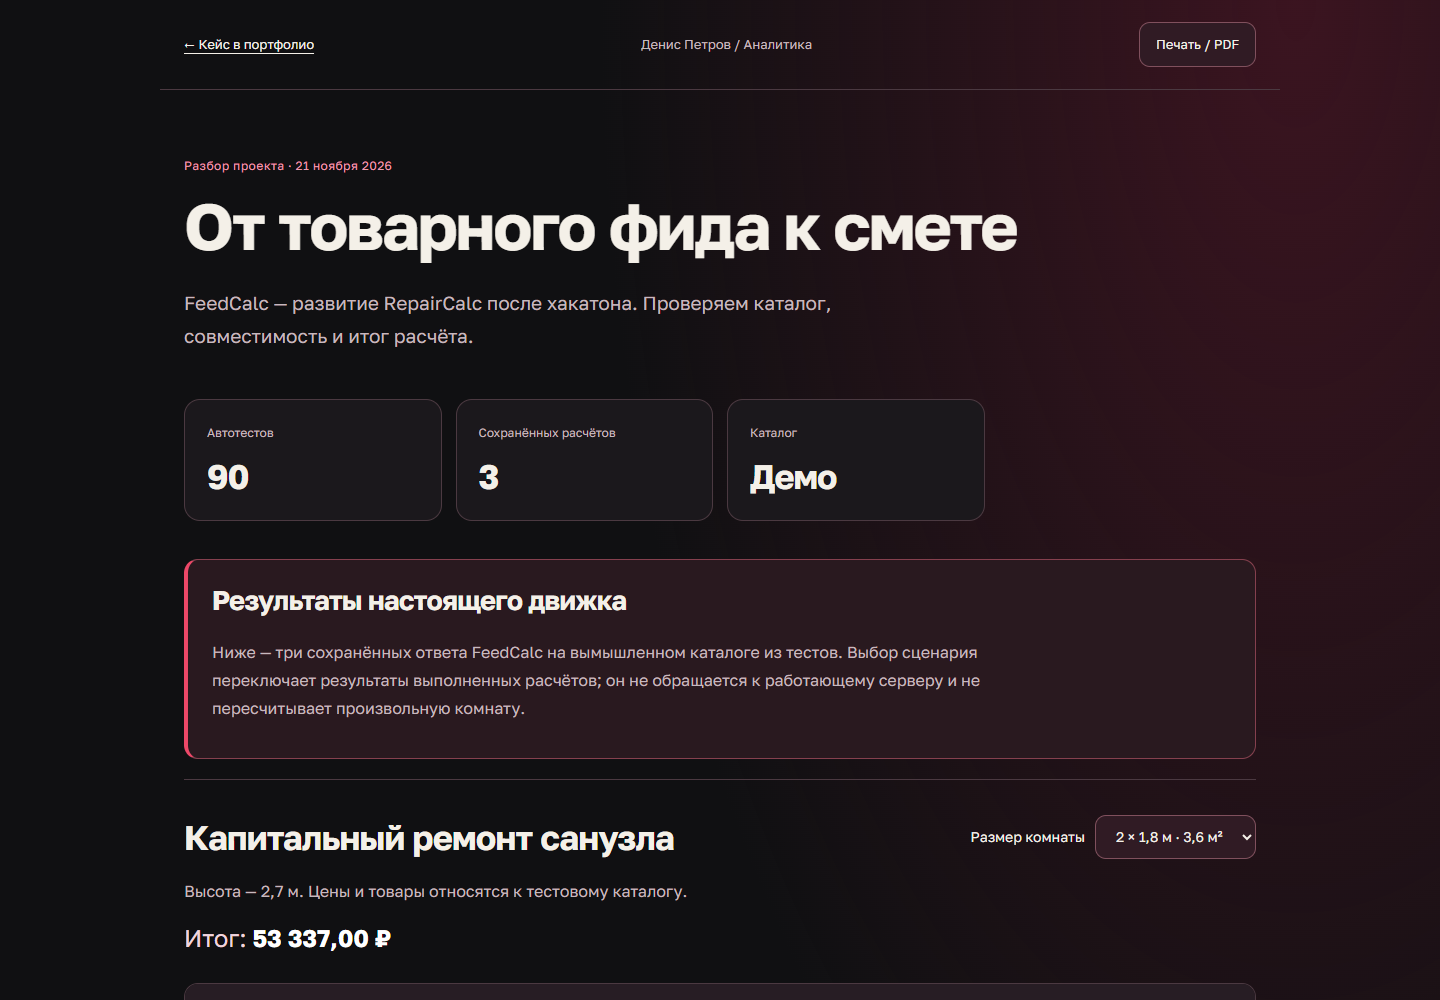 ← Кейс в портфолио
Денис Петров / Аналитика
Печать / PDF
Разбор проекта · 21 ноября 2026
От товарного фида к смете
FeedCalc — развитие RepairCalc после хакатона. Проверяем каталог,
совместимость и итог расчёта.
Автотестов
90
Сохранённых расчётов
3
Каталог
Демо
Результаты настоящего движка
Ниже — три сохранённых ответа FeedCalc на вымышленном каталоге из тестов. Выбор сценария
переключает результаты выполненных расчётов; он не обращается к работающему серверу и не
пересчитывает произвольную комнату.
Капитальный ремонт санузла
Размер комнаты
2 × 1,8 м · 3,6 м²
Высота — 2,7 м. Цены и товары относятся к тестовому каталогу.
Итог: 53 337,00 ₽